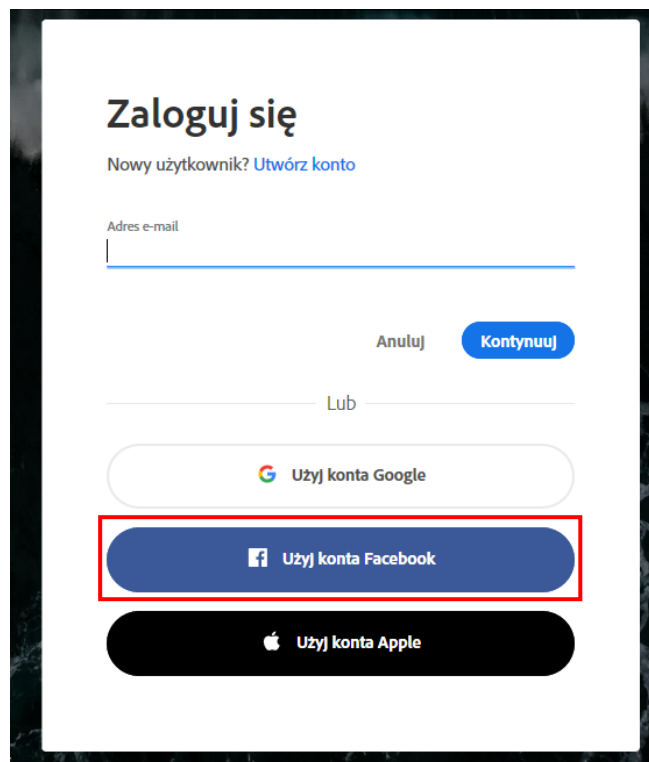 Zaloguj się
Nowy użytkownik? Utwórz konto
Adres e-mail
Anuluj Kontynuuj
Lub
Użyj konta Google
Użyj konta Facebook
Użyj konta Apple